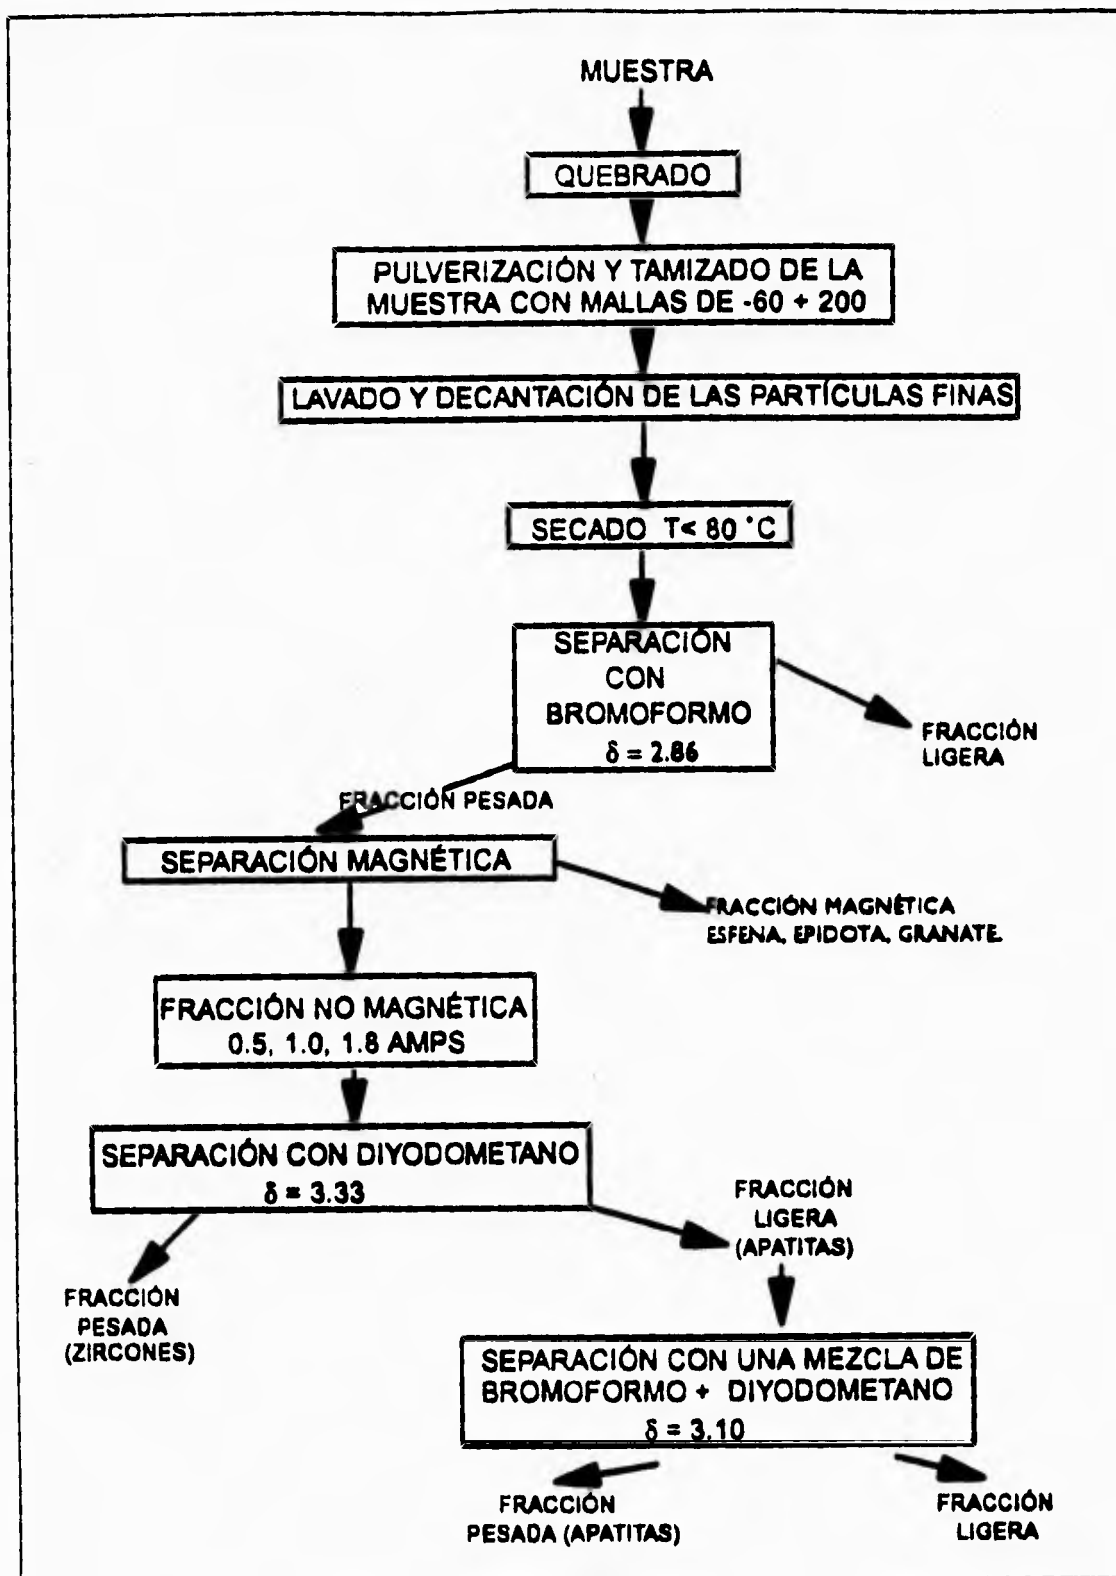 MUESTRA
QUEBRADO
PULVERIZACIÓN Y TAMIZADO DE LA
MUESTRA CON MALLAS DE -60 + 200
LAVADO Y DECANTACIÓN DE LAS PARTÍCULAS FINAS
SECADO T< 80 °C
SEPARACIÓN
CON
BROMOFORMO
δ = 2.86
FRACCIÓN
LIGERA
FRACCIÓN PESADA
SEPARACIÓN MAGNÉTICA
FRACCIÓN MAGNÉTICA
ESFENA, EPIDOTA, GRANATE.
FRACCIÓN NO MAGNÉTICA
0.5, 1.0, 1.8 AMPS
SEPARACIÓN CON DIYODOMETANO
δ = 3.33
FRACCIÓN
PESADA
(ZIRCONES)
FRACCIÓN
LIGERA
(APATITAS)
SEPARACIÓN CON UNA MEZCLA DE
BROMOFORMO + DIYODOMETANO
δ = 3.10
FRACCIÓN
PESADA (APATITAS)
FRACCIÓN
LIGERA